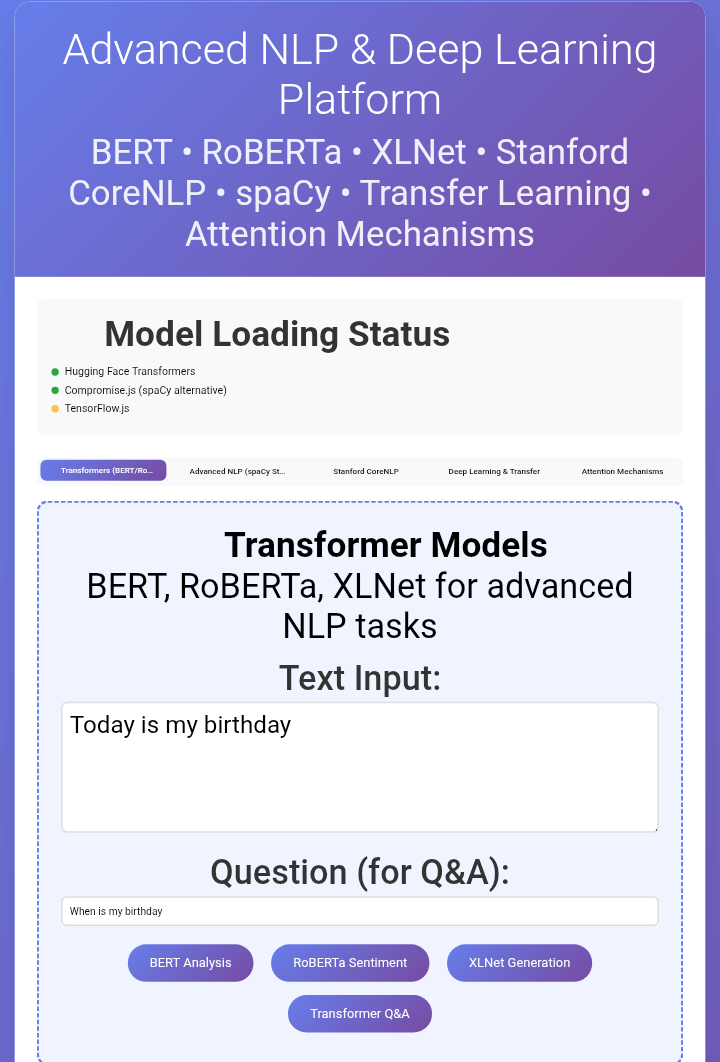 Advanced NLP & Deep Learning
Platform
BERT • RoBERTa • XLNet • Stanford
CoreNLP • spaCy • Transfer Learning •
Attention Mechanisms
Model Loading Status
Hugging Face Transformers
Compromise.js (spaCy alternative)
TensorFlow.js
Transformers (BERT/Ro... Advanced NLP (spaCy St... Stanford CoreNLP Deep Learning & Transfer Attention Mechanisms
Transformer Models
BERT, RoBERTa, XLNet for advanced
NLP tasks
Text Input:
Today is my birthday
Question (for Q&A):
When is my birthday
BERT Analysis RoBERTa Sentiment XLNet Generation
Transformer Q&A